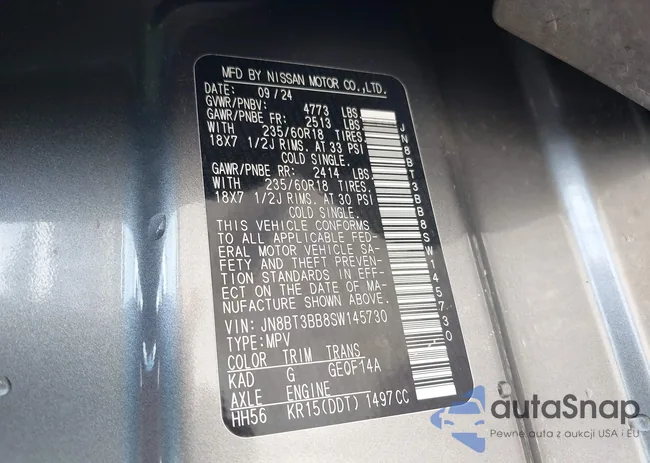 MFD BY NISSAN MOTOR CO.,LTD.
DATE: 09/24
GVWR/PNBV: 4773 LBS
GAWR/PNBE FR: 2513 LBS
WITH 235/60R18 TIRES
18X7 1/2J RIMS. AT 33 PSI
COLD SINGLE.
GAWR/PNBE RR: 2414 LBS
WITH 235/60R18 TIRES.
18X7 1/2J RIMS. AT 30 PSI
COLD SINGLE.
THIS VEHICLE CONFORMS
TO ALL APPLICABLE FED-
ERAL MOTOR VEHICLE SA-
FETY AND THEFT PREVEN-
TION STANDARDS IN EFF-
ECT ON THE DATE OF MA-
NUFACTURE SHOWN ABOVE.
VIN: JN8BT3BB8SW145730
TYPE:MPV
COLOR TRIM TRANS
KAD G GEOF14A
AXLE ENGINE
HH56 KR15(DDT) 1497CC
JN8BT3BB8SW145730
autaSnap
Pewne auta z aukcji USA i EU